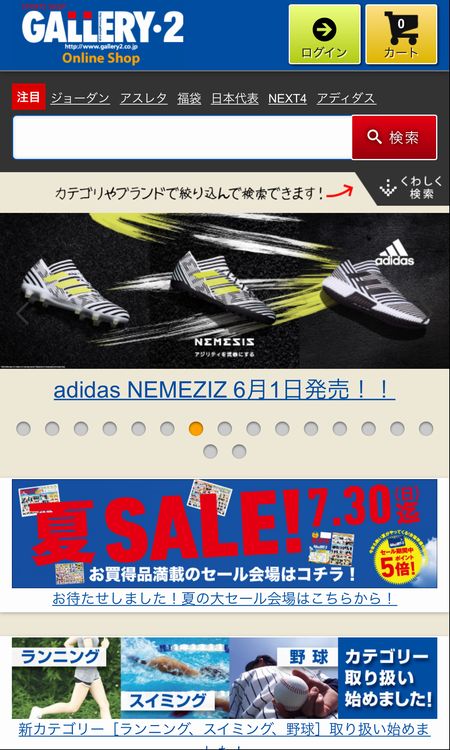 GALLERY・2
http://www.gallery2.co.jp
Online Shop
ログイン
0
カート
注目 ジョーダン アスレタ 福袋 日本代表 NEXT4 アディダス
検索
カテゴリやブランドで絞り込んで検索できます!
くわしく
検索
adidas
NEMEZIZ
アジリティを武器にする
adidas NEMEZIZ 6月1日発売！！
夏SALE!7.30(日)迄
お買得品満載のセール会場はコチラ!
セール期間中
ポイント
5倍!
お待たせしました！夏の大セール会場はこちらから！
ランニング
スイミング
野球
カテゴリー
取り扱い
始めました!
新カテゴリー［ランニング、スイミング、野球］取り扱い始めま
した！